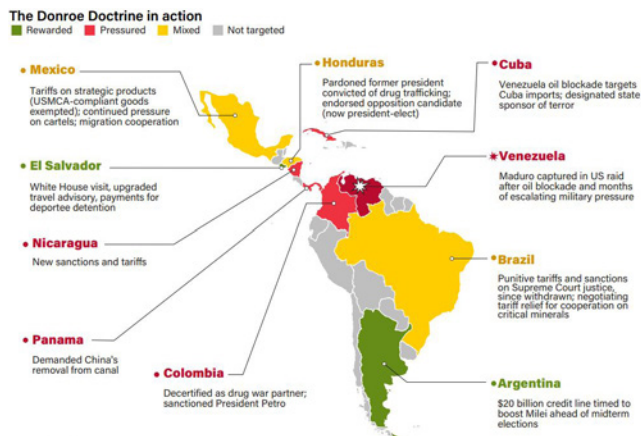 The Donroe Doctrine in action
Rewarded Pressured Mixed Not targeted
Mexico
Tariffs on strategic products
(USMCA-compliant goods
exempted); continued pressure
on cartels; migration cooperation
Honduras
Pardoned former president
convicted of drug trafficking;
endorsed opposition candidate
(now president-elect)
Cuba
Venezuela oil blockade targets
Cuba imports; designated state
sponsor of terror
El Salvador
White House visit, upgraded
travel advisory, payments for
deportee detention
Venezuela
Maduro captured in US raid
after oil blockade and months of
escalating military pressure
Nicaragua
New sanctions and tariffs
Brazil
Punitive tariffs and sanctions
on Supreme Court justice,
since withdrawn; negotiating
tariff relief for cooperation on
critical minerals
Panama
Demanded China's
removal from canal
Colombia
Decertified as drug war partner;
sanctioned President Petro
Argentina
$20 billion credit line timed to
boost Milei ahead of midterm
elections